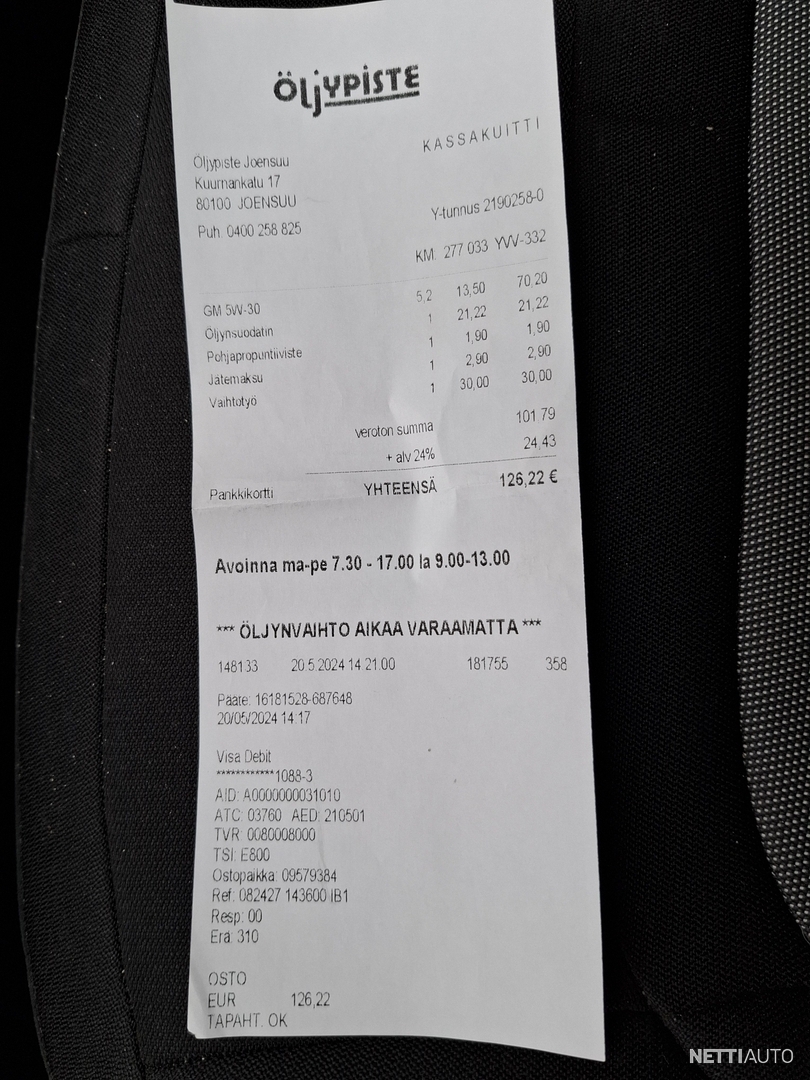 ÖLJYPISTE
KASSAKUITTI
Öljypiste Joensuu
Kuurnankatu 17
80100 JOENSUU
Puh. 0400 258 825
Y-tunnus 2190258-0
KM: 277 033 YVV-332
GM 5W-30 5,2 13,50 70,20
Öljynsuodatin 1 21,22 21,22
Pohjapropuntiiviste 1 1,90 1,90
Jätemaksu 1 2,90 2,90
Vaihtotyö 1 30,00 30,00
veroton summa 101.79
+ alv 24% 24,43
Pankkikortti YHTEENSÄ 126,22 €
Avoinna ma-pe 7.30 - 17.00 la 9.00-13.00
*** ÖLJYNVAIHTO AIKAA VARAAMATTA ***
148133 20.5.2024 14.21.00 181755 358
Pääte: 16181528-687648
20/05/2024 14:17
Visa Debit
************1088-3
AID: A0000000031010
ATC: 03760 AED: 210501
TVR: 0080008000
TSI: E800
Ostopaikka: 09579384
Ref: 082427 143600 IB1
Resp: 00
Erä: 310
OSTO
EUR 126,22
TAPAHT. OK
NETTIAUTO